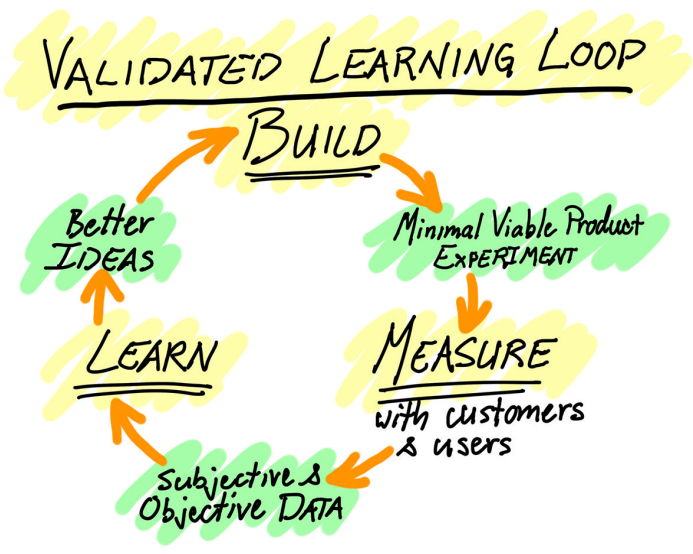 VALIDATED LEARNING LOOP
BUILD
Minimal Viable Product
EXPERIMENT
MEASURE
with customers
& users
Subjective &
Objective DATA
LEARN
Better
IDEAS